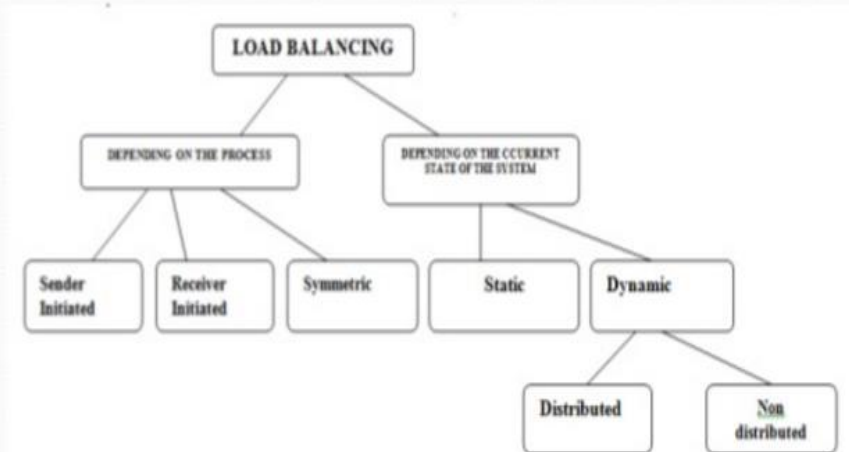 LOAD BALANCING
DEPENDING ON THE PROCESS
DEPENDING ON THE CCURRENT
STATE OF THE SYSTEM
Sender
Initiated
Receiver
Initiated
Symmetric
Static
Dynamic
Distributed
Non
distributed